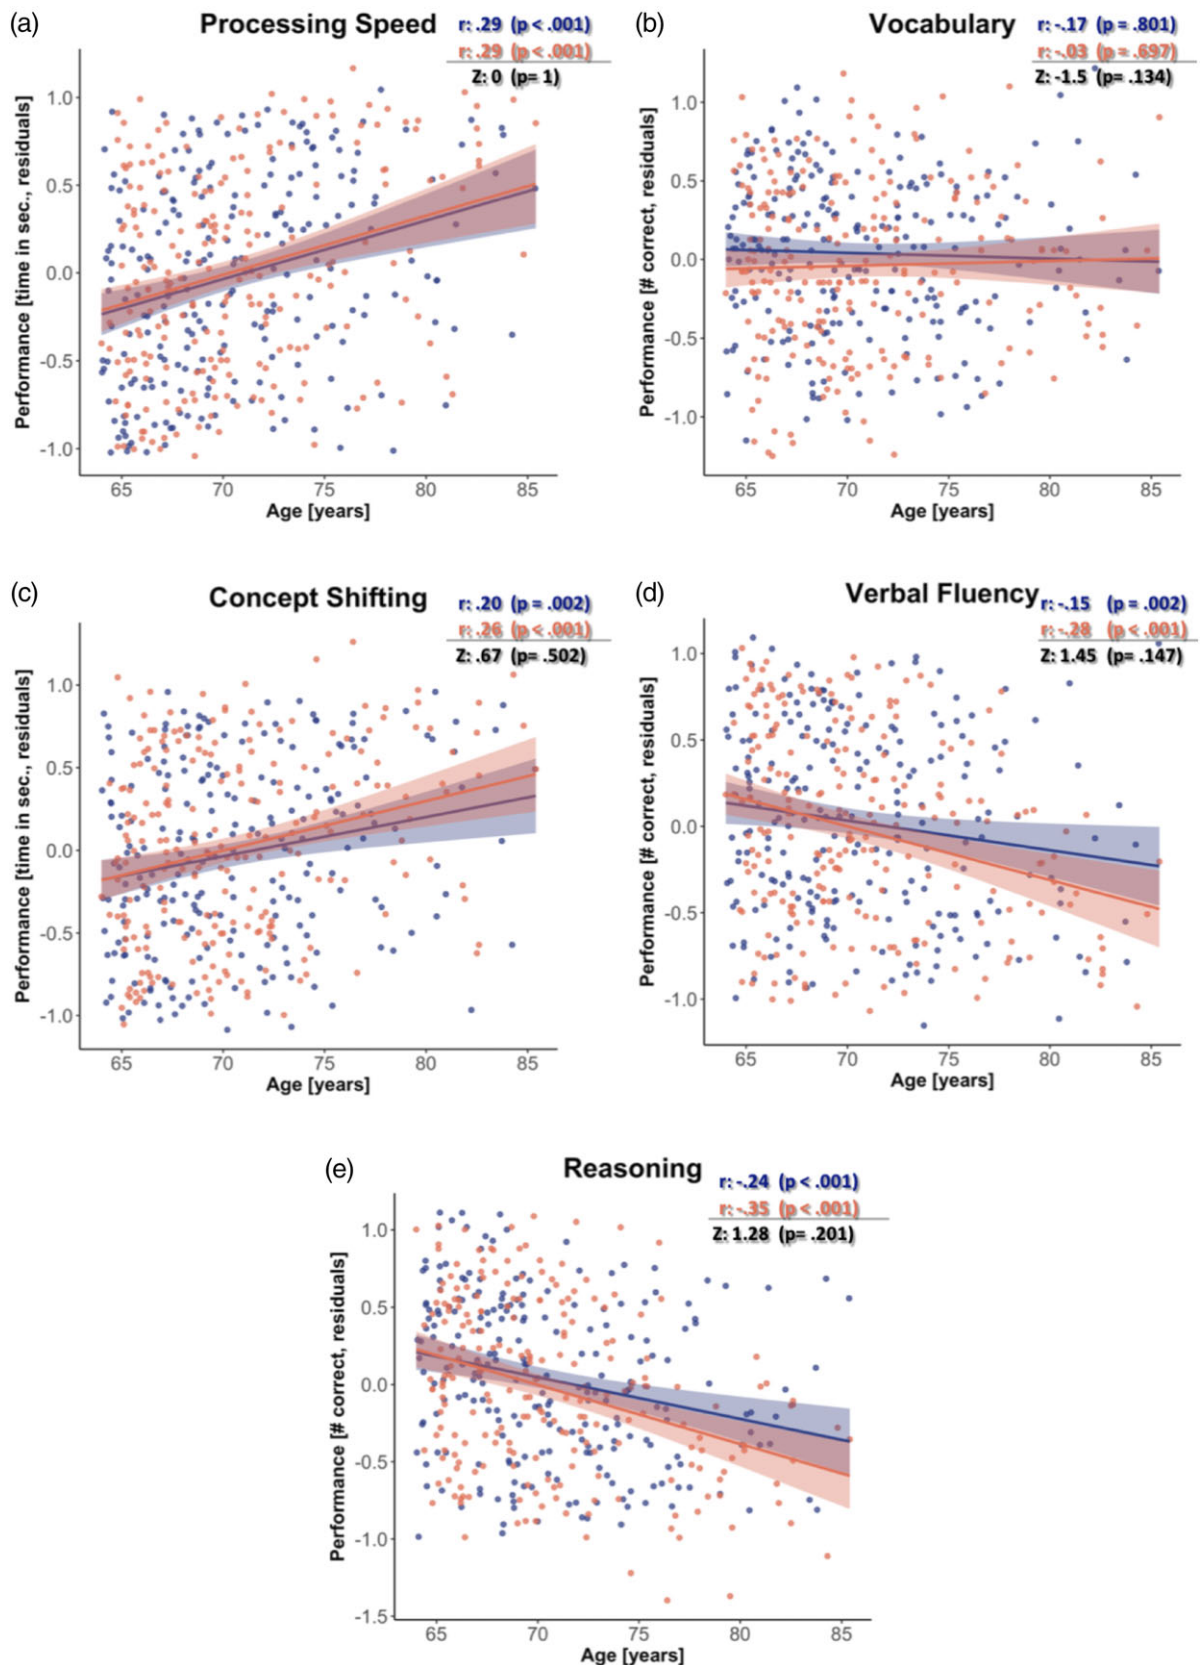 (a)
Processing Speed
r: .29 (p < .001)
r: .29 (p < .001)
Z: 0 (p= 1)
Performance [time in sec., residuals]
1.0
0.5
0.0
-0.5
-1.0
65 70 75 80 85
Age [years]
(b)
Vocabulary
r: -.17 (p = .801)
r: -.03 (p = .697)
Z: -1.5 (p= .134)
Performance [# correct, residuals]
1.0
0.5
0.0
-0.5
-1.0
65 70 75 80 85
Age [years]
(c)
Concept Shifting
r: .20 (p = .002)
r: .26 (p < .001)
Z: .67 (p= .502)
Performance [time in sec., residuals]
1.0
0.5
0.0
-0.5
-1.0
65 70 75 80 85
Age [years]
(d)
Verbal Fluency
r: -.15 (p = .002)
r: -.28 (p < .001)
Z: 1.45 (p= .147)
Performance [# correct, residuals]
1.0
0.5
0.0
-0.5
-1.0
65 70 75 80 85
Age [years]
(e)
Reasoning
r: -.24 (p < .001)
r: -.35 (p < .001)
Z: 1.28 (p= .201)
Performance [# correct, residuals]
1.0
0.5
0.0
-0.5
-1.0
-1.5
65 70 75 80 85
Age [years]